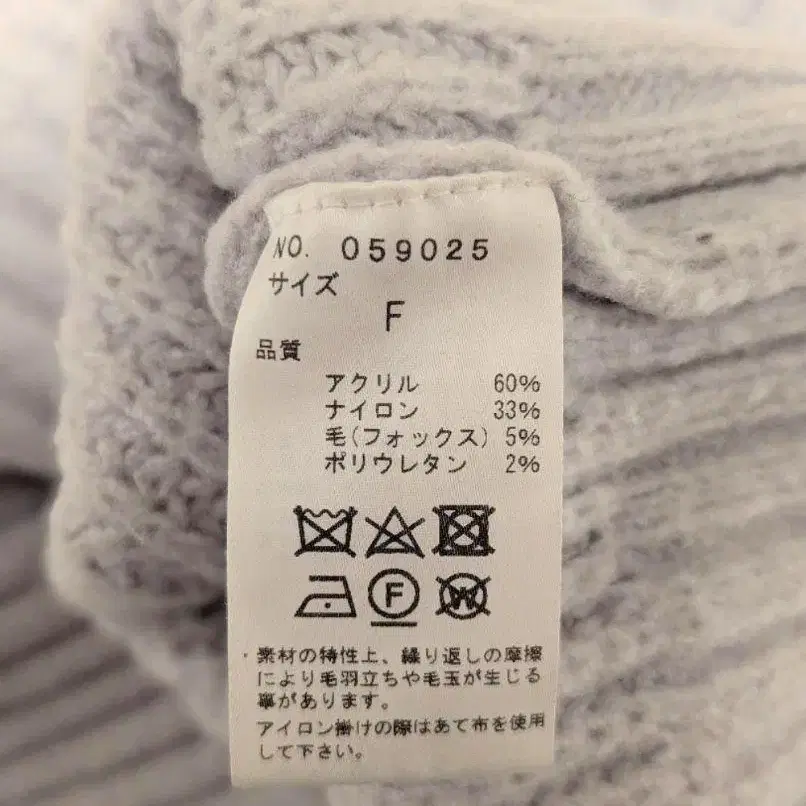 NO. 059025
サイズ
F
品質
アクリル 60%
ナイロン 33%
毛(フォックス) 5%
ポリウレタン 2%
F
W
・素材の特性上、繰り返しの摩擦
により毛羽立ちや毛玉が生じる
事があります。
アイロン掛けの際はあて布を使用
して下さい。